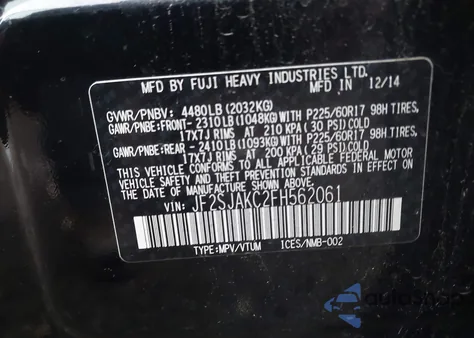 MFD BY FUJI HEAVY INDUSTRIES LTD.
MFD IN 12/14
GVWR/PNBV: 4480LB(2032KG)
GAWR/PNBE:FRONT-2310LB(1048KG)WITH P225/60R17 98H TIRES,
17X7J RIMS AT 210 KPA(30 PSI)COLD
GAWR/PNBE:REAR -2410LB(1093KG)WITH P225/60R17 98H TIRES,
17X7J RIMS AT 200 KPA(29 PSI)COLD
THIS VEHICLE CONFORMS TO ALL APPLICABLE FEDERAL MOTOR
VEHICLE SAFETY, BUMPER, AND THEFT PREVENTION STANDARDS IN EFFECT ON
THE DATE OF MANUFACTURE SHOWN ABOVE.
VIN: JF2SJAKC2FH562061
TYPE:MPV/VTUM 1CES/NMB-002
autoshop